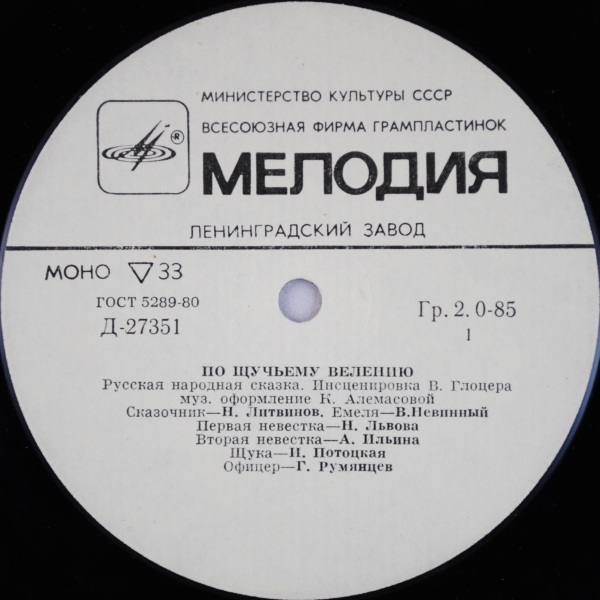 МИНИСТЕРСТВО КУЛЬТУРЫ СССР
ВСЕСОЮЗНАЯ ФИРМА ГРАМПЛАСТИНОК
R
МЕЛОДИЯ
ЛЕНИНГРАДСКИЙ ЗАВОД
МОНО ▽ 33
ГОСТ 5289-80
Д-27351
Гр. 2. 0-85
1
ПО ЩУЧЬЕМУ ВЕЛЕНИЮ
Русская народная сказка. Инсценировка В. Глоцера
муз. оформление К. Алемасовой
Сказочник—Н. Литвинов. Емеля—В.Невинный
Первая невестка—Н. Львова
Вторая невестка—А. Ильина
Щука—И. Потоцкая
Офицер—Г. Румянцев